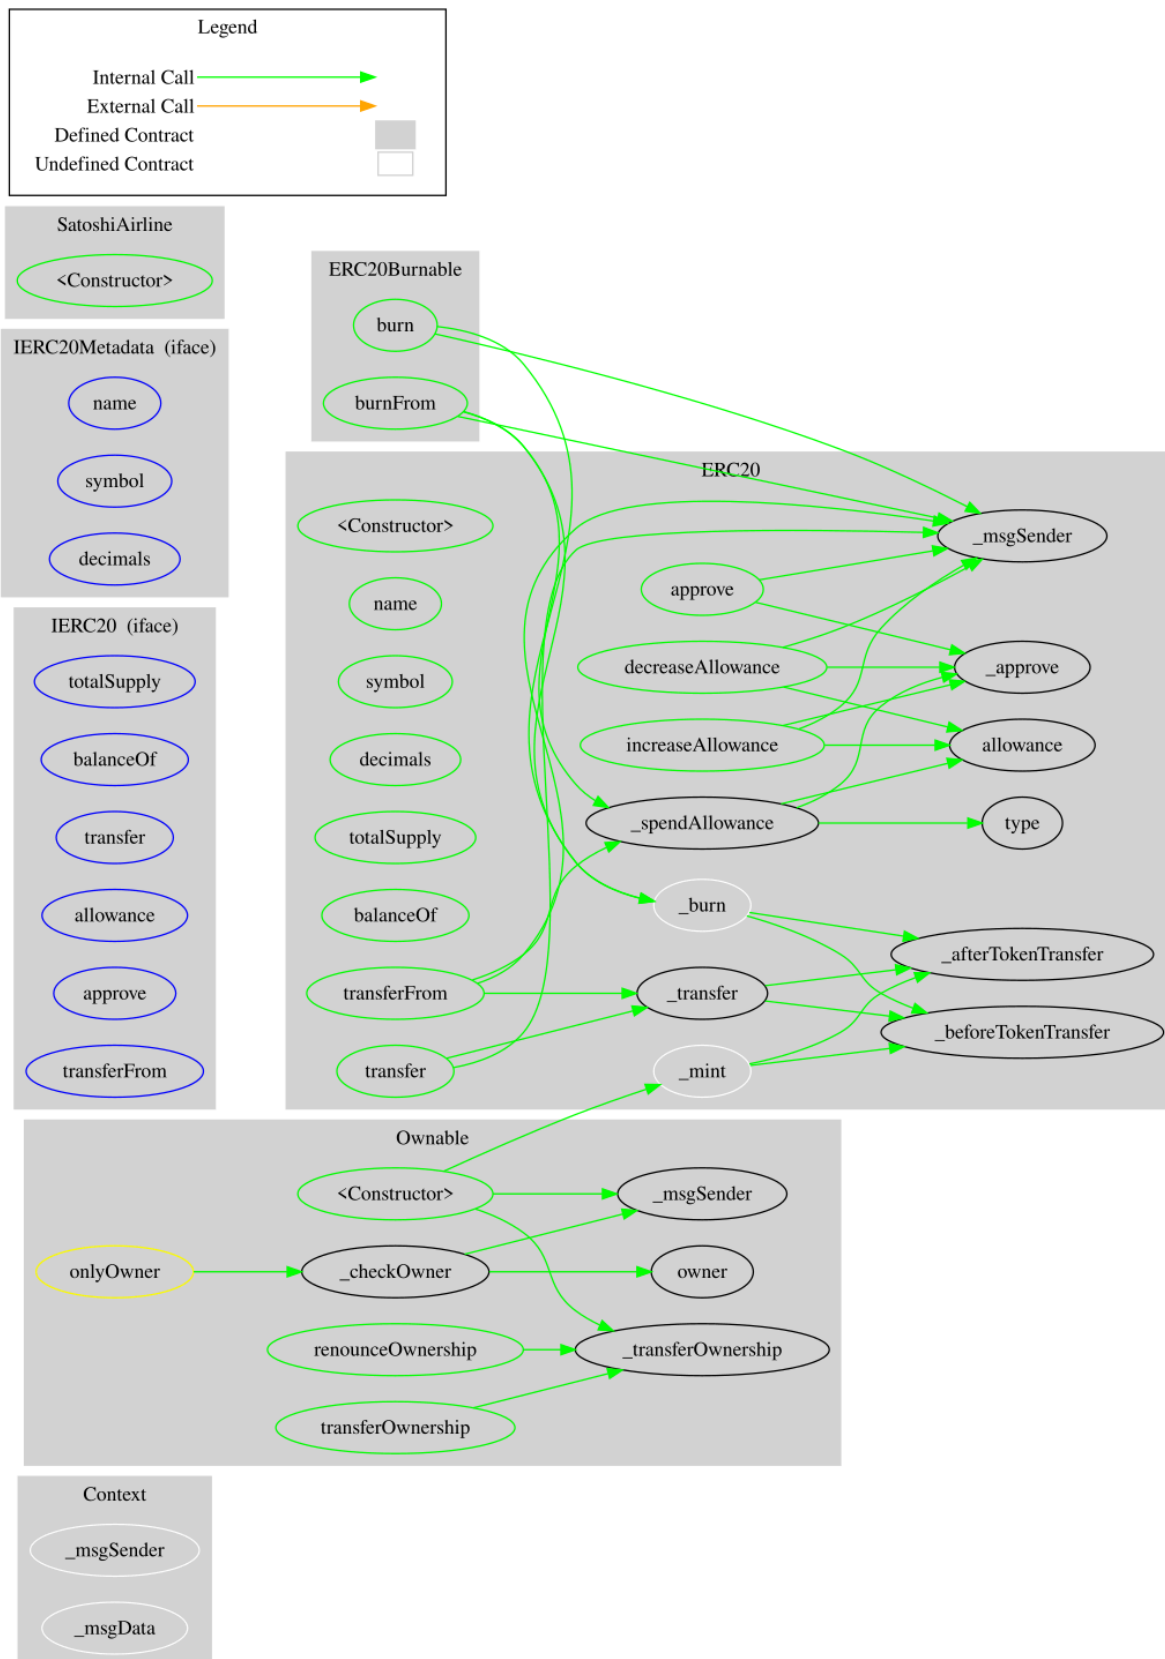 Legend
Internal Call
External Call
Defined Contract
Undefined Contract
SatoshiAirline
<Constructor>
IERC20Metadata  (iface)
name
symbol
decimals
IERC20  (iface)
totalSupply
balanceOf
transfer
allowance
approve
transferFrom
ERC20Burnable
burn
burnFrom
ERC20
<Constructor>
name
symbol
decimals
totalSupply
balanceOf
transferFrom
transfer
approve
decreaseAllowance
increaseAllowance
_spendAllowance
_burn
_transfer
_mint
_msgSender
_approve
allowance
type
_afterTokenTransfer
_beforeTokenTransfer
Ownable
onlyOwner
<Constructor>
_checkOwner
renounceOwnership
transferOwnership
_msgSender
owner
_transferOwnership
Context
_msgSender
_msgData